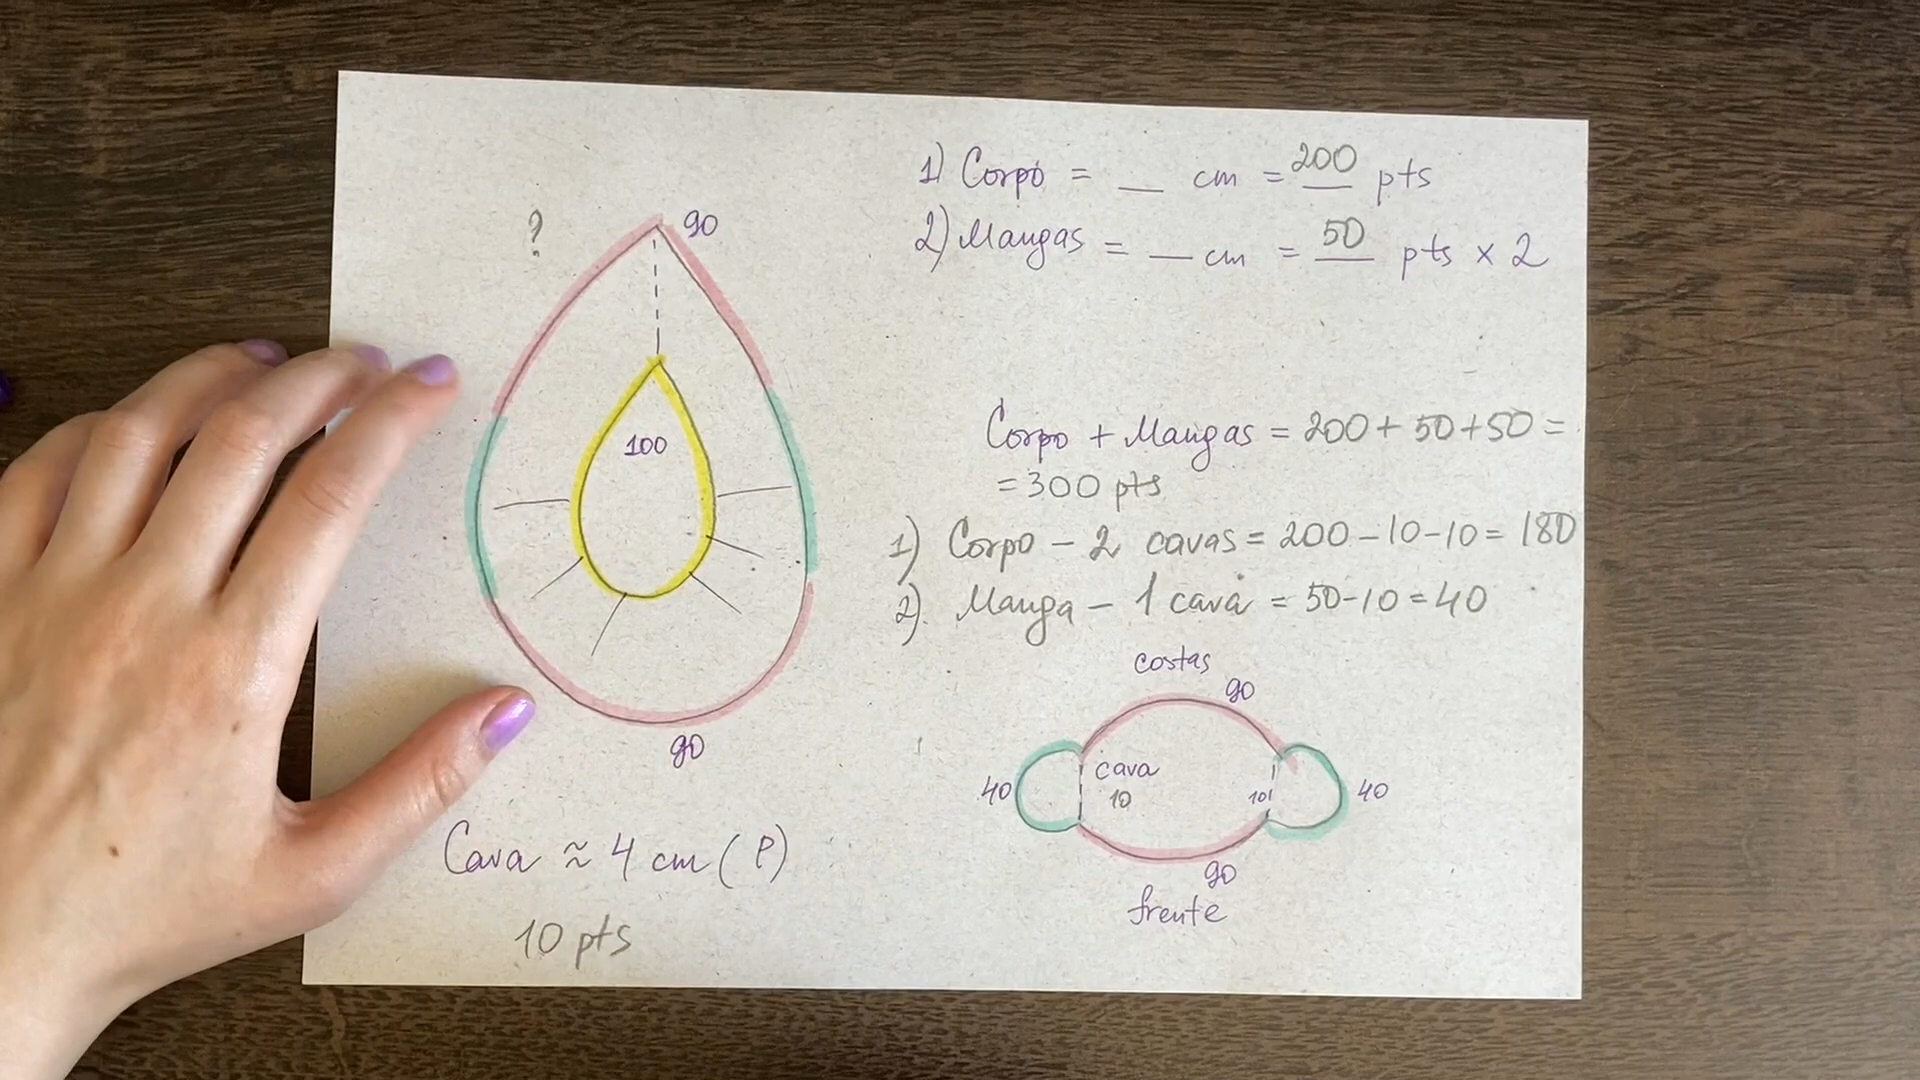 1) Corpo = __ cm = 200 pts
2) Mangas = __ cm = 50 pts x 2
?
90
100
90
Corpo + Mangas = 200 + 50 + 50 =
= 300 pts
1) Corpo - 2 cavas = 200 - 10 - 10 = 180
2) Manga - 1 cava = 50 - 10 = 40
costas
90
cava
40
10
10
40
90
frente
Cava ≈ 4 cm (P)
10 pts